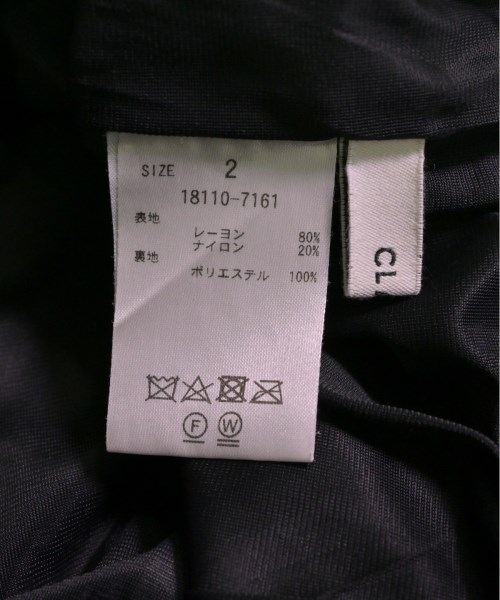 SIZE 2
18110-7161
表地
レーヨン 80%
ナイロン 20%
裏地
ポリエステル 100%
F W
CL